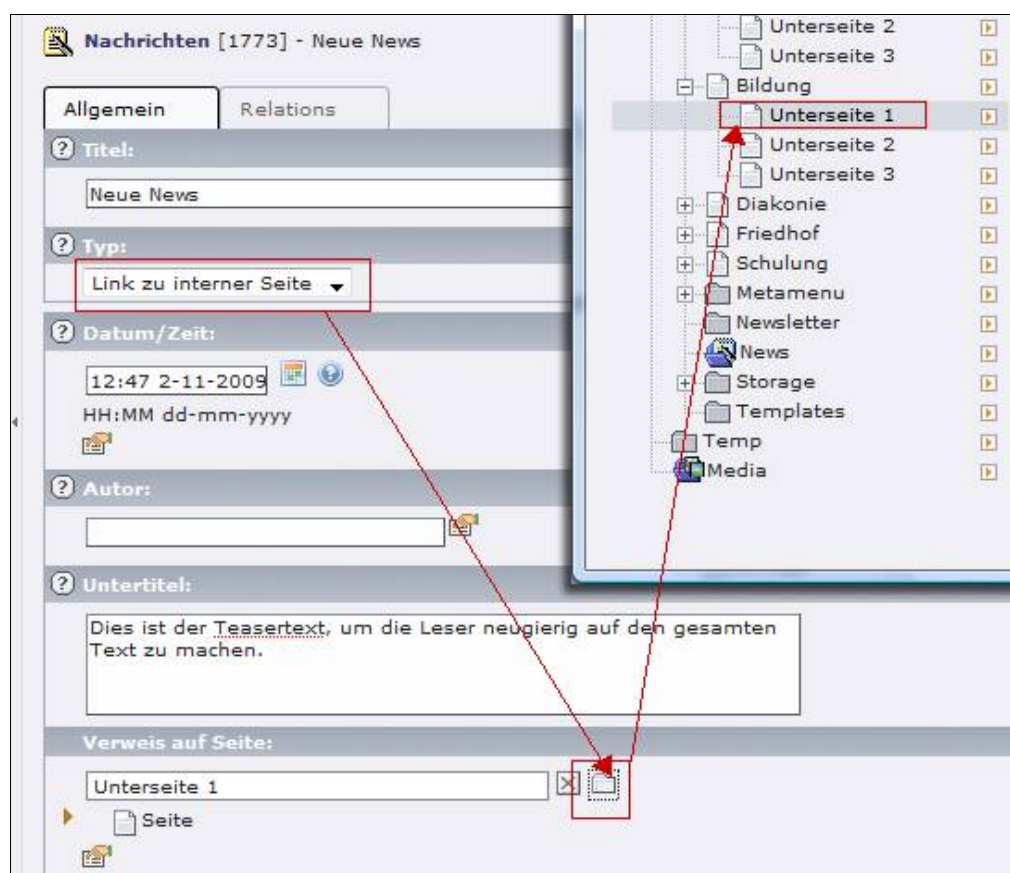 Nachrichten [1773] - Neue News
Allgemein
Relations
Titel:
Neue News
Typ:
Link zu interner Seite
Datum/Zeit:
12:47 2-11-2009
HH:MM dd-mm-yyyy
Autor:
Untertitel:
Dies ist der Teasertext, um die Leser neugierig auf den gesamten
Text zu machen.
Verweis auf Seite:
Unterseite 1
Seite
Unterseite 2
Unterseite 3
Bildung
Unterseite 1
Unterseite 2
Unterseite 3
Diakonie
Friedhof
Schulung
Metamenu
Newsletter
News
Storage
Templates
Temp
Media